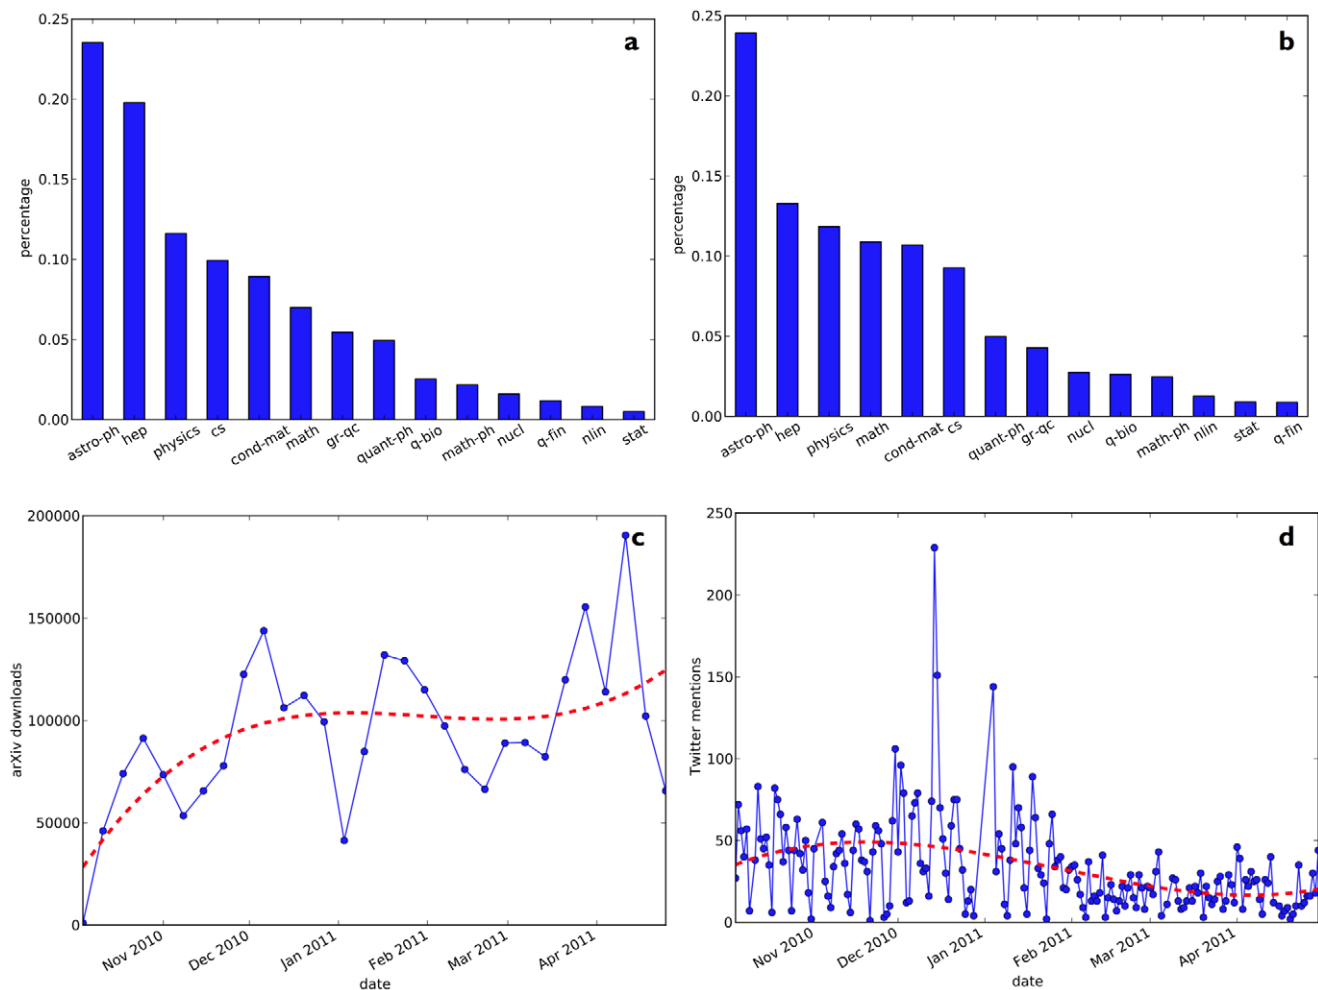 a
percentage
0.25
0.20
0.15
0.10
0.05
0.00
astro-ph hep physics cs cond-mat math gr-qc quant-ph q-bio math-ph nucl q-fin nlin stat
b
percentage
0.25
0.20
0.15
0.10
0.05
0.00
astro-ph hep physics math cond-mat cs quant-ph gr-qc nucl q-bio math-ph nlin stat q-fin
c
arXiv downloads
200000
150000
100000
50000
0
Nov 2010 Dec 2010 Jan 2011 Feb 2011 Mar 2011 Apr 2011
date
d
Twitter mentions
250
200
150
100
50
0
Nov 2010 Dec 2010 Jan 2011 Feb 2011 Mar 2011 Apr 2011
date